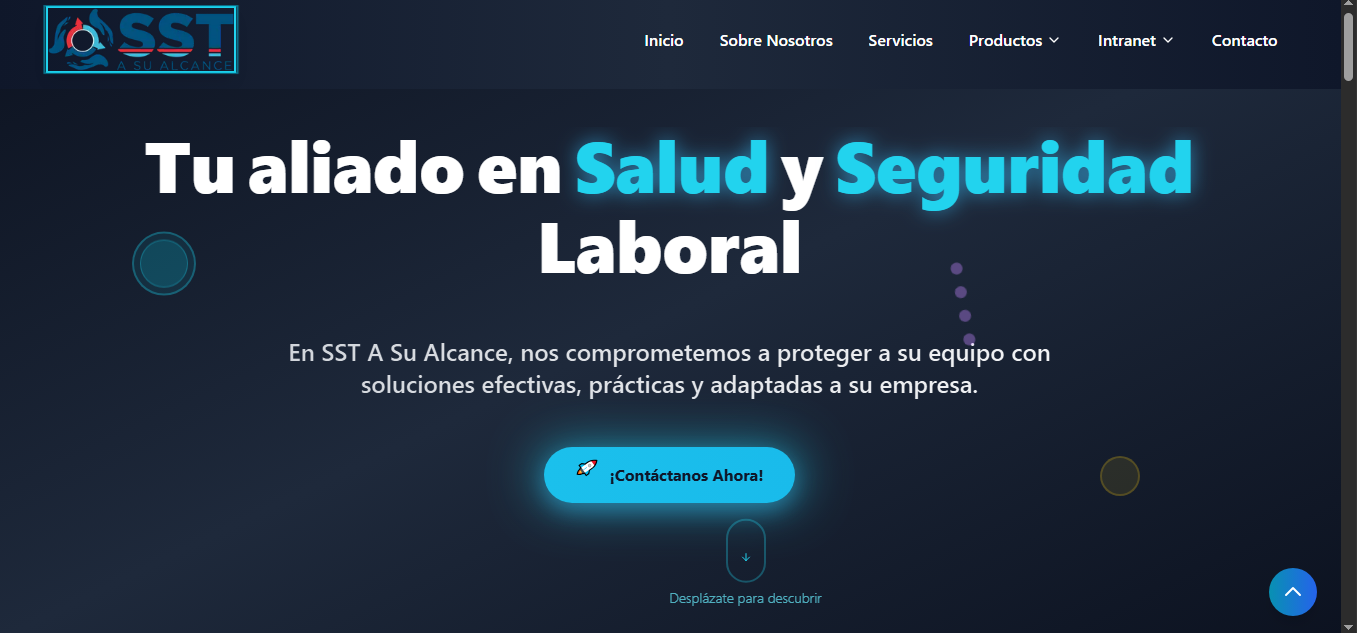 SST
A SU ALCANCE
Inicio Sobre Nosotros Servicios Productos Intranet Contacto
Tu aliado en Salud y Seguridad
Laboral
En SST A Su Alcance, nos comprometemos a proteger a su equipo con
soluciones efectivas, prácticas y adaptadas a su empresa.
¡Contáctanos Ahora!
Desplázate para descubrir